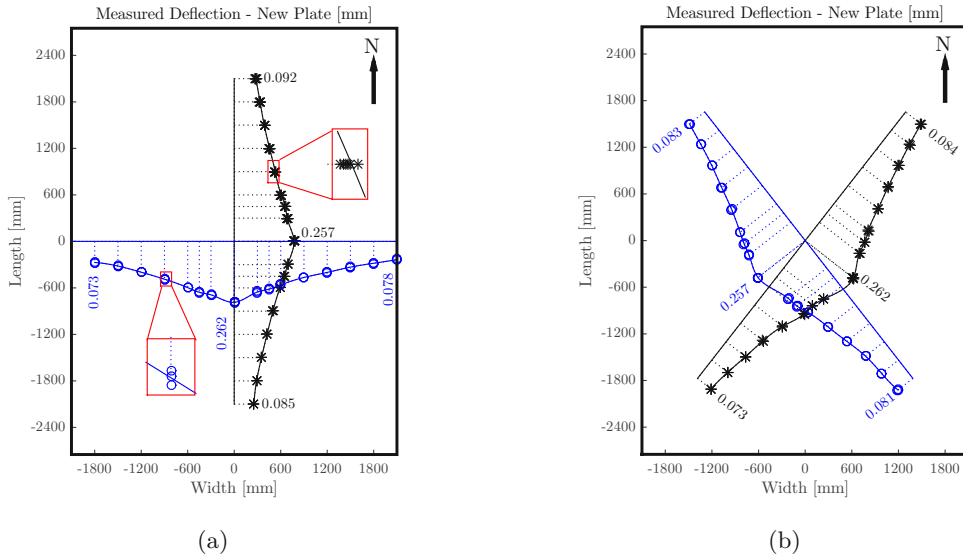 Measured Deflection - New Plate [mm]
N
Length [mm]
2400
1800
1200
600
0
-600
-1200
-1800
-2400
0.092
0.257
0.073
0.262
0.078
0.085
-1800 -1200 -600 0 600 1200 1800
Width [mm]
(a)
Measured Deflection - New Plate [mm]
N
Length [mm]
2400
1800
1200
600
0
-600
-1200
-1800
-2400
0.083
0.084
0.257
0.262
0.073
0.081
-1800 -1200 -600 0 600 1200 1800
Width [mm]
(b)